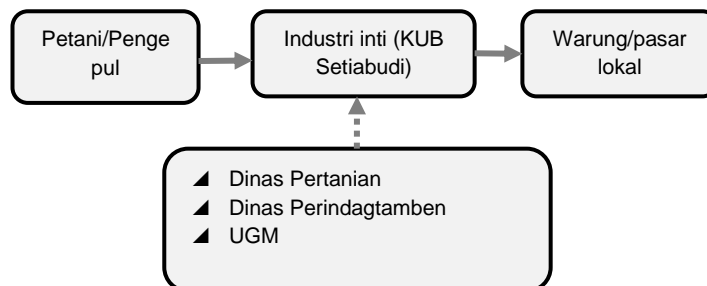 Petani/Penge
pul
Industri inti (KUB
Setiabudi)
Warung/pasar
lokal
Dinas Pertanian
Dinas Perindagtamben
UGM